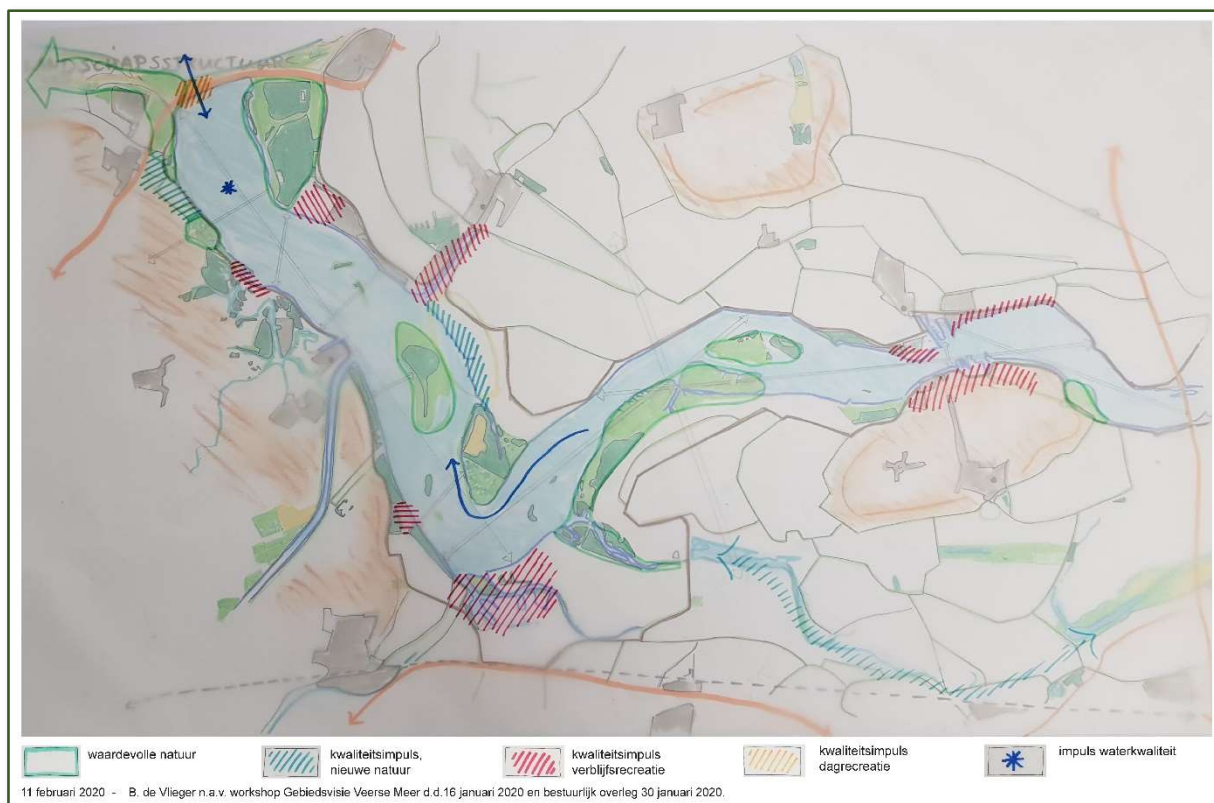 LANDSCHAPSSTRUCTUUR
waardevolle natuur
kwaliteitsimpuls,
nieuwe natuur
kwaliteitsimpuls
verblijfsrecreatie
kwaliteitsimpuls
dagrecreatie
impuls waterkwaliteit
11 februari 2020 - B. de Vlieger n.a.v. workshop Gebiedsvisie Veerse Meer d.d.16 januari 2020 en bestuurlijk overleg 30 januari 2020.